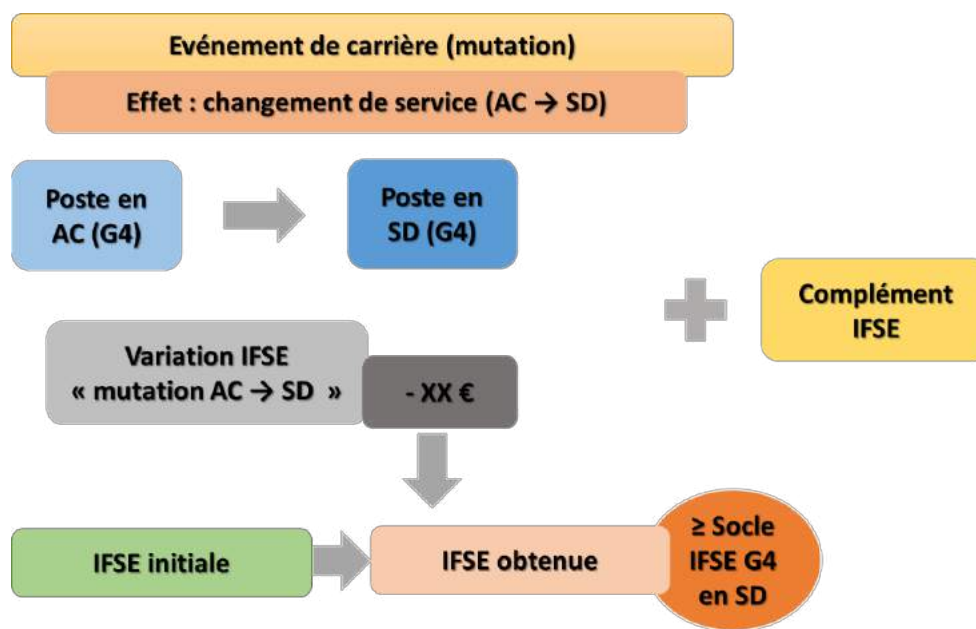 Evénement de carrière (mutation)
Effet : changement de service (AC → SD)
Poste en
AC (G4)
Poste en
SD (G4)
Complément
IFSE
Variation IFSE
« mutation AC → SD »
- XX €
IFSE initiale
IFSE obtenue
≥ Socle
IFSE G4
en SD